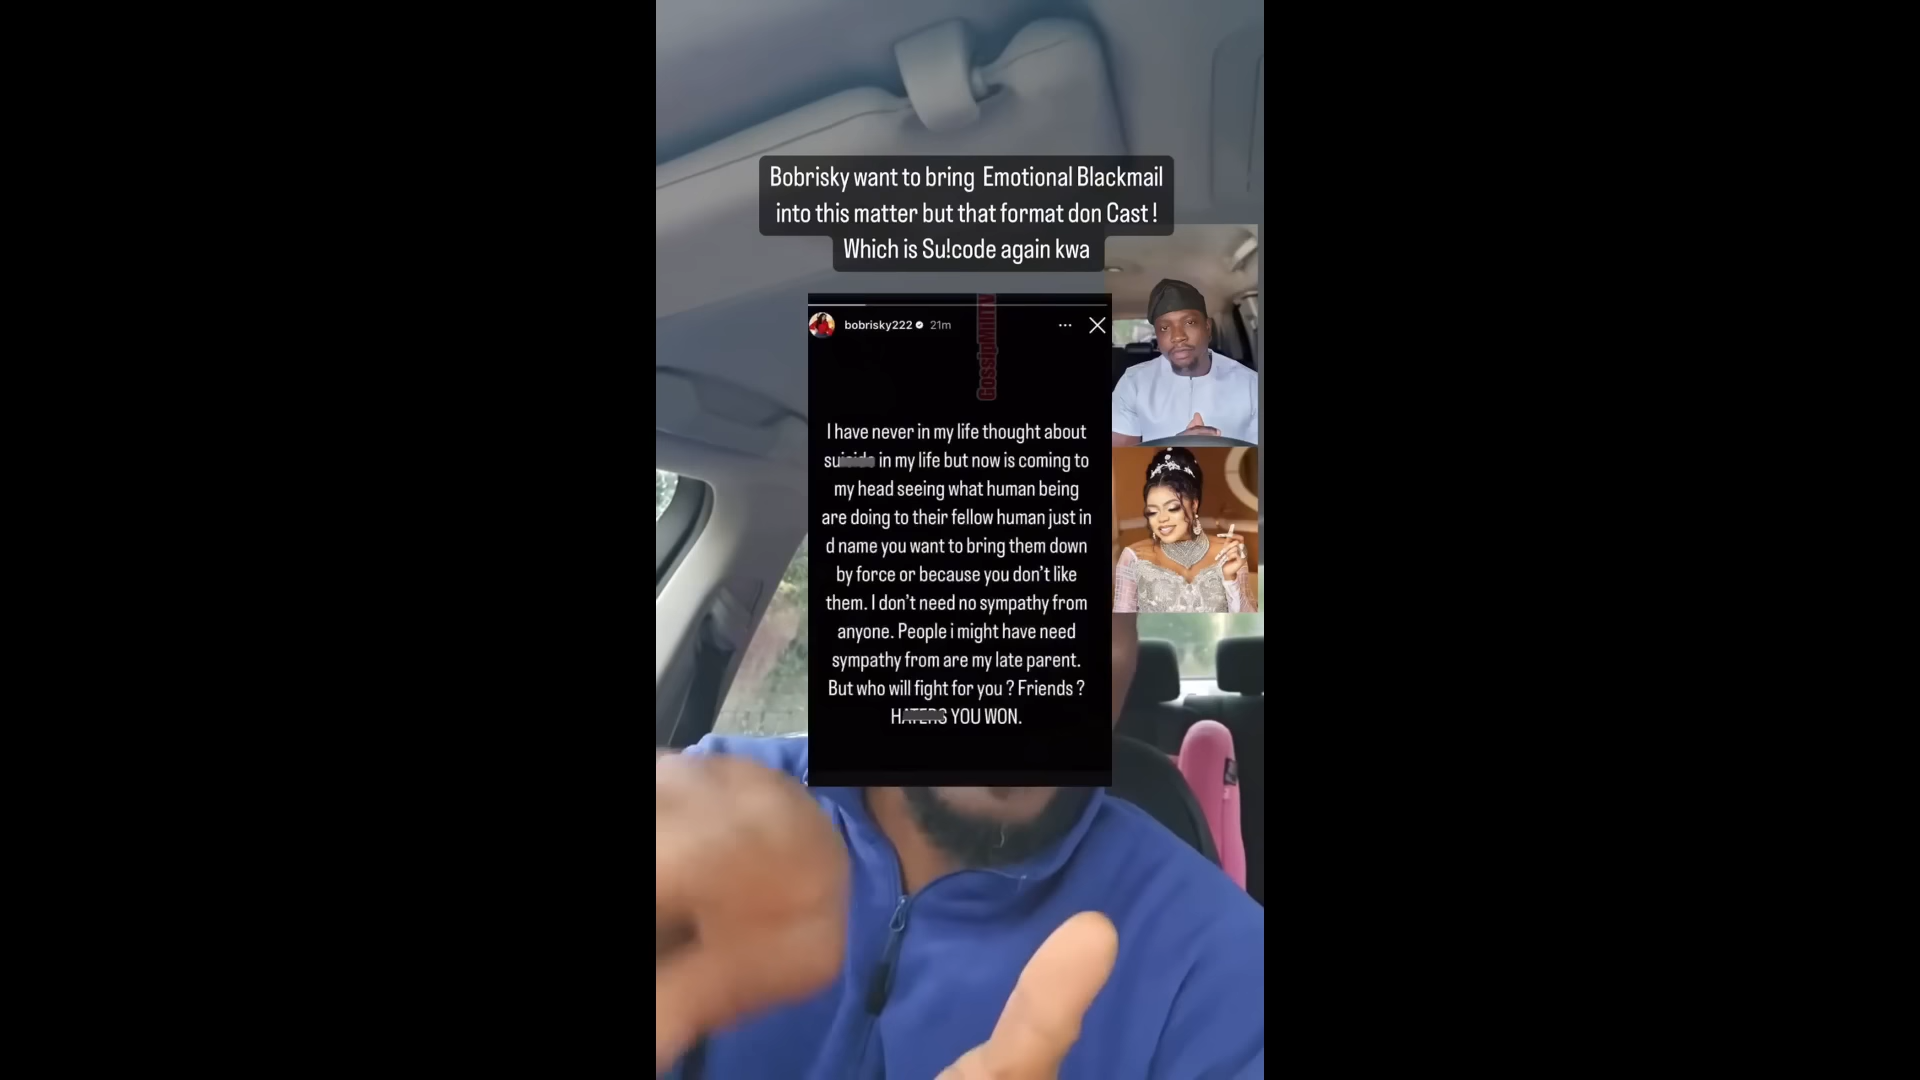 Bobrisky want to bring Emotional Blackmail
into this matter but that format don Cast !
Which is Su!code again kwa
GossipMillTV
bobrisky222 21m
I have never in my life thought about
suicide in my life but now is coming to
my head seeing what human being
are doing to their fellow human just in
d name you want to bring them down
by force or because you don't like
them. I don't need no sympathy from
anyone. People i might have need
sympathy from are my late parent.
But who will fight for you ? Friends ?
HATERS YOU WON.